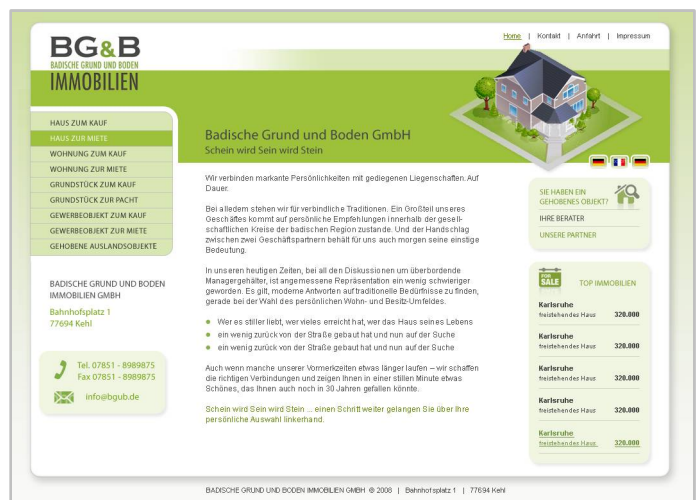 BG&B
BADISCHE GRUND UND BODEN
IMMOBILIEN
Home | Kontakt | Anfahrt | Impressum
HAUS ZUM KAUF
HAUS ZUR MIETE
WOHNUNG ZUM KAUF
WOHNUNG ZUR MIETE
GRUNDSTÜCK ZUM KAUF
GRUNDSTÜCK ZUR PACHT
GEWERBEOBJEKT ZUM KAUF
GEWERBEOBJEKT ZUR MIETE
GEHOBENE AUSLANDSOBJEKTE
BADISCHE GRUND UND BODEN
IMMOBILIEN GMBH
Bahnhofsplatz 1
77694 Kehl
Tel. 07851 - 8989875
Fax 07851 - 8989875
info@bgub.de
Badische Grund und Boden GmbH
Schein wird Sein wird Stein
Wir verbinden markante Persönlichkeiten mit gediegenen Liegenschaften. Auf
Dauer.
Bei alledem stehen wir für verbindliche Traditionen. Ein Großteil unseres
Geschäftes kommt auf persönliche Empfehlungen innerhalb der gesell-
schaftlichen Kreise der badischen Region zustande. Und der Handschlag
zwischen zwei Geschäftspartnern behält für uns auch morgen seine einstige
Bedeutung.
In unseren heutigen Zeiten, bei all den Diskussionen um überbordende
Managergehälter, ist angemessene Repräsentation ein wenig schwieriger
geworden. Es gilt, moderne Antworten auf traditionelle Bedürfnisse zu finden,
gerade bei der Wahl des persönlichen Wohn- und Besitz-Umfeldes.
Wer es stiller liebt, wer vieles erreicht hat, wer das Haus seines Lebens
ein wenig zurück von der Straße gebaut hat und nun auf der Suche
ein wenig zurück von der Straße gebaut hat und nun auf der Suche
Auch wenn manche unserer Vormerkzeiten etwas länger laufen – wir schaffen
die richtigen Verbindungen und zeigen Ihnen in einer stillen Minute etwas
Schönes, das Ihnen auch noch in 30 Jahren gefallen könnte.
Schein wird Sein wird Stein ... einen Schritt weiter gelangen Sie über Ihre
persönliche Auswahl linkerhand.
SIE HABEN EIN
GEHOBENES OBJEKT?
IHRE BERATER
UNSERE PARTNER
FOR
SALE
TOP IMMOBILIEN
Karlsruhe
freistehendes Haus 320.000
Karlsruhe
freistehendes Haus 320.000
Karlsruhe
freistehendes Haus 320.000
Karlsruhe
freistehendes Haus 320.000
Karlsruhe
freistehendes Haus 320.000
BADISCHE GRUND UND BODEN IMMOBILIEN GMBH © 2008 | Bahnhofsplatz 1 | 77694 Kehl